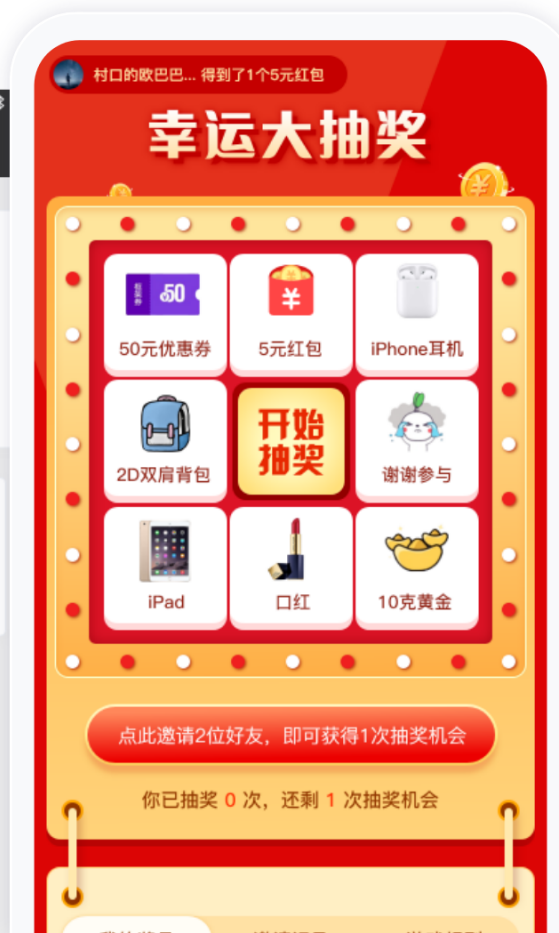 村口的欧巴巴... 得到了1个5元红包
幸运大抽奖
50
50元优惠券
5元红包
iPhone耳机
2D双肩背包
开始
抽奖
谢谢参与
iPad
口红
10克黄金
点此邀请2位好友，即可获得1次抽奖机会
你已抽奖 0 次，还剩 1 次抽奖机会